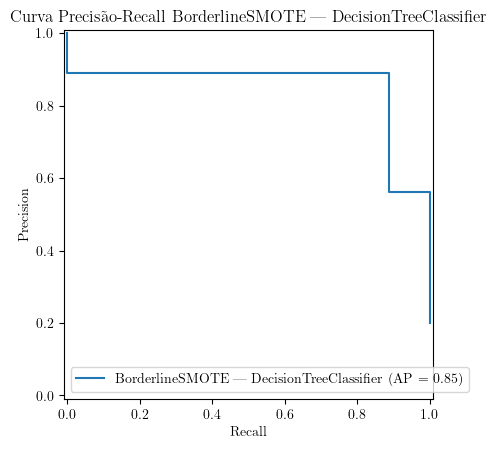 Curva Precisão-Recall BorderlineSMOTE — DecisionTreeClassifier
1.0
0.8
0.6
0.4
0.2
0.0
Precision
BorderlineSMOTE — DecisionTreeClassifier (AP = 0.85)
0.0 0.2 0.4 0.6 0.8 1.0
Recall